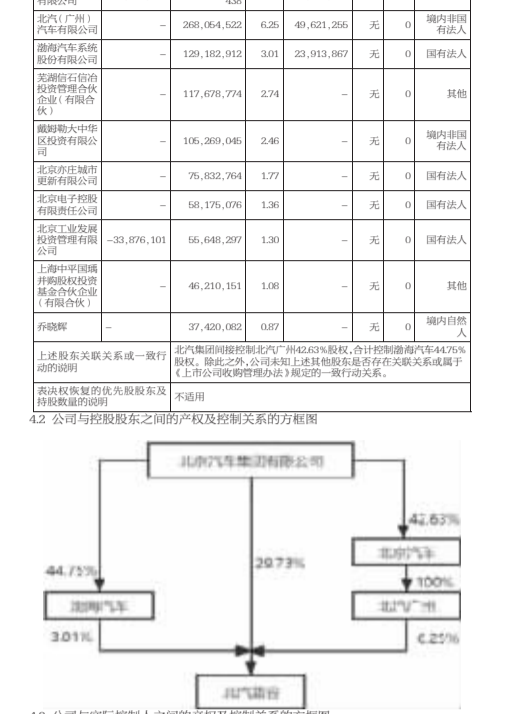 有限公司 438
北汽(广州)
汽车有限公司 – 268,054,522 6.25 49,621,255 无 0 境内非国
有法人
渤海汽车系统
股份有限公司 – 129,182,912 3.01 23,913,867 无 0 国有法人
芜湖信石信冶
投资管理合伙
企业(有限合
伙) – 117,678,774 2.74 – 无 0 其他
戴姆勒大中华
区投资有限公
司 – 105,269,045 2.46 – 无 0 境内非国
有法人
北京亦庄城市
更新有限公司 – 75,832,764 1.77 – 无 0 国有法人
北京电子控股
有限责任公司 – 58,175,076 1.36 – 无 0 国有法人
北京工业发展
投资管理有限
公司 –33,876,101 55,648,297 1.30 – 无 0 国有法人
上海中平国瑀
并购股权投资
基金合伙企业
(有限合伙) – 46,210,151 1.08 – 无 0 其他
乔晓辉 – 37,420,082 0.87 – 无 0 境内自然
人
上述股东关联关系或一致行
动的说明
北汽集团间接控制北汽广州42.63%股权,合计控制渤海汽车44.75%
股权。除此之外,公司未知上述其他股东是否存在关联关系或属于
《上市公司收购管理办法》规定的一致行动关系。
表决权恢复的优先股股东及
持股数量的说明
不适用
4.2 公司与控股股东之间的产权及控制关系的方框图
北京汽车集团有限公司
42.63%
北京汽车
29.73%
44.75%
100%
渤海汽车
北汽广州
3.01%
6.25%
北汽蓝谷